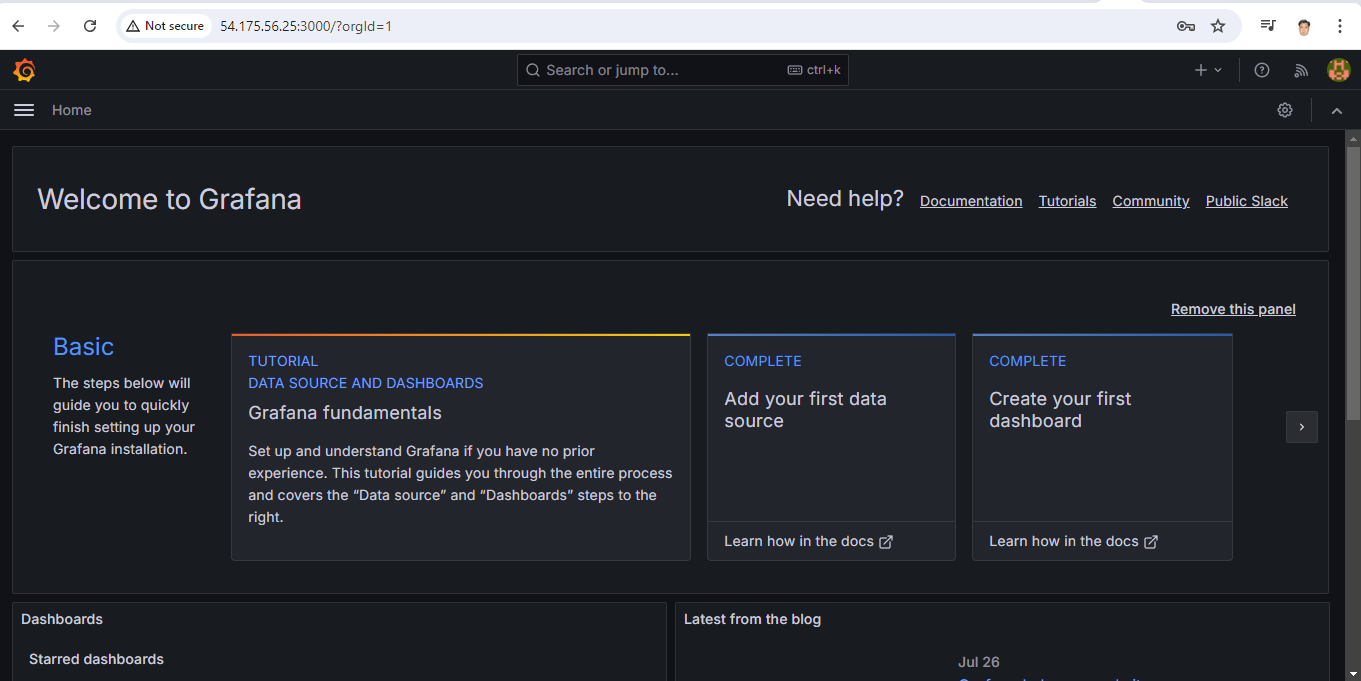 Not secure
54.175.56.25:3000/?orgId=1
Search or jump to...
ctrl+k
Home
Welcome to Grafana
Need help?
Documentation
Tutorials
Community
Public Slack
Remove this panel
Basic
The steps below will
guide you to quickly
finish setting up your
Grafana installation.
TUTORIAL
DATA SOURCE AND DASHBOARDS
Grafana fundamentals
Set up and understand Grafana if you have no prior
experience. This tutorial guides you through the entire process
and covers the "Data source" and "Dashboards" steps to the
right.
COMPLETE
Add your first data
source
Learn how in the docs
COMPLETE
Create your first
dashboard
Learn how in the docs
Dashboards
Starred dashboards
Latest from the blog
Jul 26